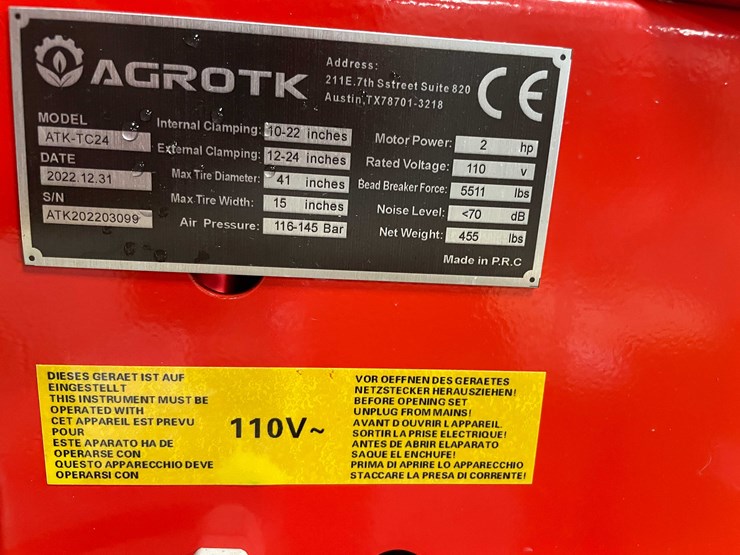 AGROTK
Address:
211E.7th Sstreet Suite 820
Austin,TX78701-3218
CE
MODEL
ATK-TC24
DATE
2022.12.31
S/N
ATK202203099
Internal Clamping: 10-22 inches
External Clamping: 12-24 inches
Max Tire Diameter: 41 inches
Max Tire Width: 15 inches
Air Pressure: 116-145 Bar
Motor Power: 2 hp
Rated Voltage: 110 v
Bead Breaker Force: 5511 lbs
Noise Level: <70 dB
Net Weight: 455 lbs
Made in P.R.C
DIESES GERAET IST AUF
EINGESTELLT
THIS INSTRUMENT MUST BE
OPERATED WITH
CET APPAREIL EST PREVU
POUR
ESTE APARATO HA DE
OPERARSE CON
QUESTO APPARECCHIO DEVE
OPERARSI CON
110V~
VOR OEFFNEN DES GERAETES
NETZSTECKER HERAUSZIEHEN!
BEFORE OPENING SET
UNPLUG FROM MAINS!
AVANT D OUVRIR L APPAREIL.
SORTIR LA PRISE ELECTRIQUE!
ANTES DE ABRIR ELAPARATO
SAQUE EL ENCHUFE!
PRIMA DI APRIRE LO APPARECCHIO
STACCARE LA PRESA DI CORRENTE!